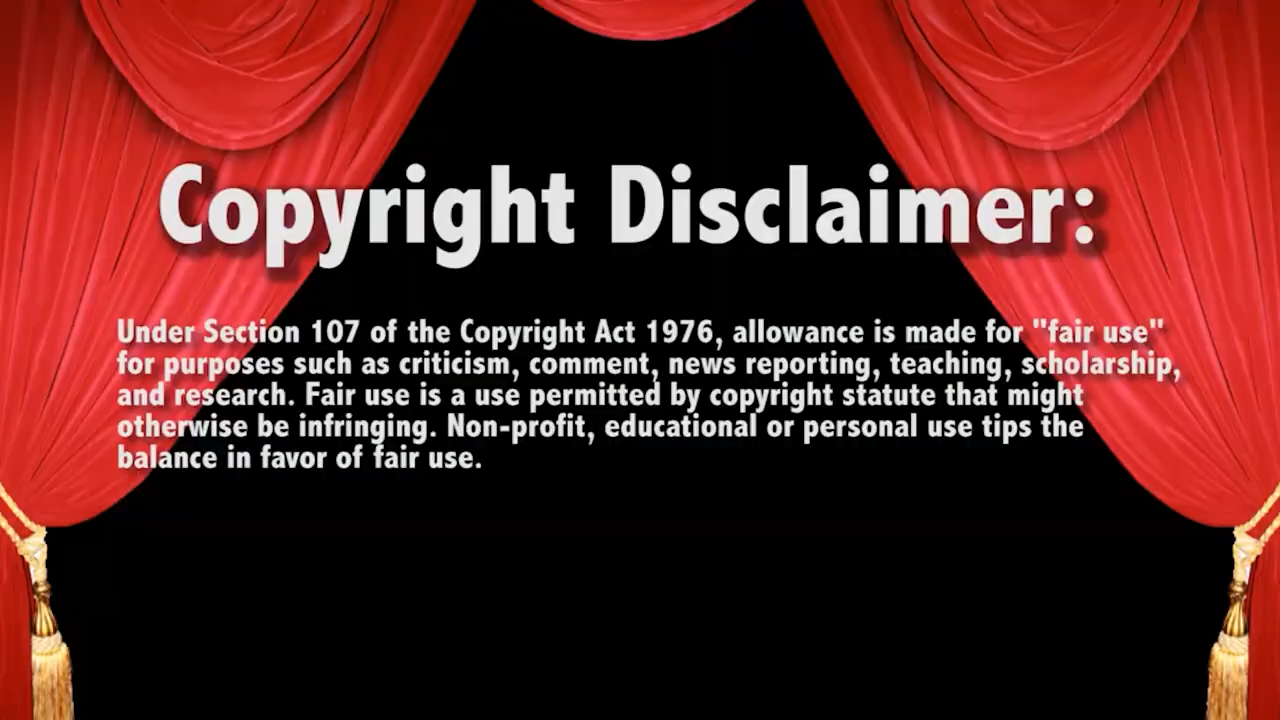 Copyright Disclaimer:
Under Section 107 of the Copyright Act 1976, allowance is made for "fair use"
for purposes such as criticism, comment, news reporting, teaching, scholarship,
and research. Fair use is a use permitted by copyright statute that might
otherwise be infringing. Non-profit, educational or personal use tips the
balance in favor of fair use.